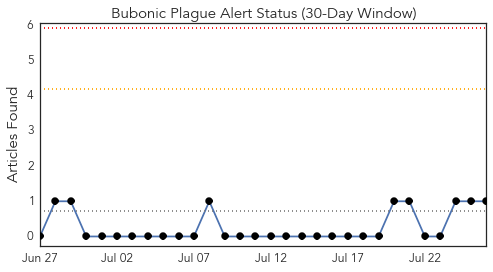 Bubonic Plague Alert Status (30-Day Window)
Articles Found
6
5
4
3
2
1
0
Jun 27 Jul 02 Jul 07 Jul 12 Jul 17 Jul 22